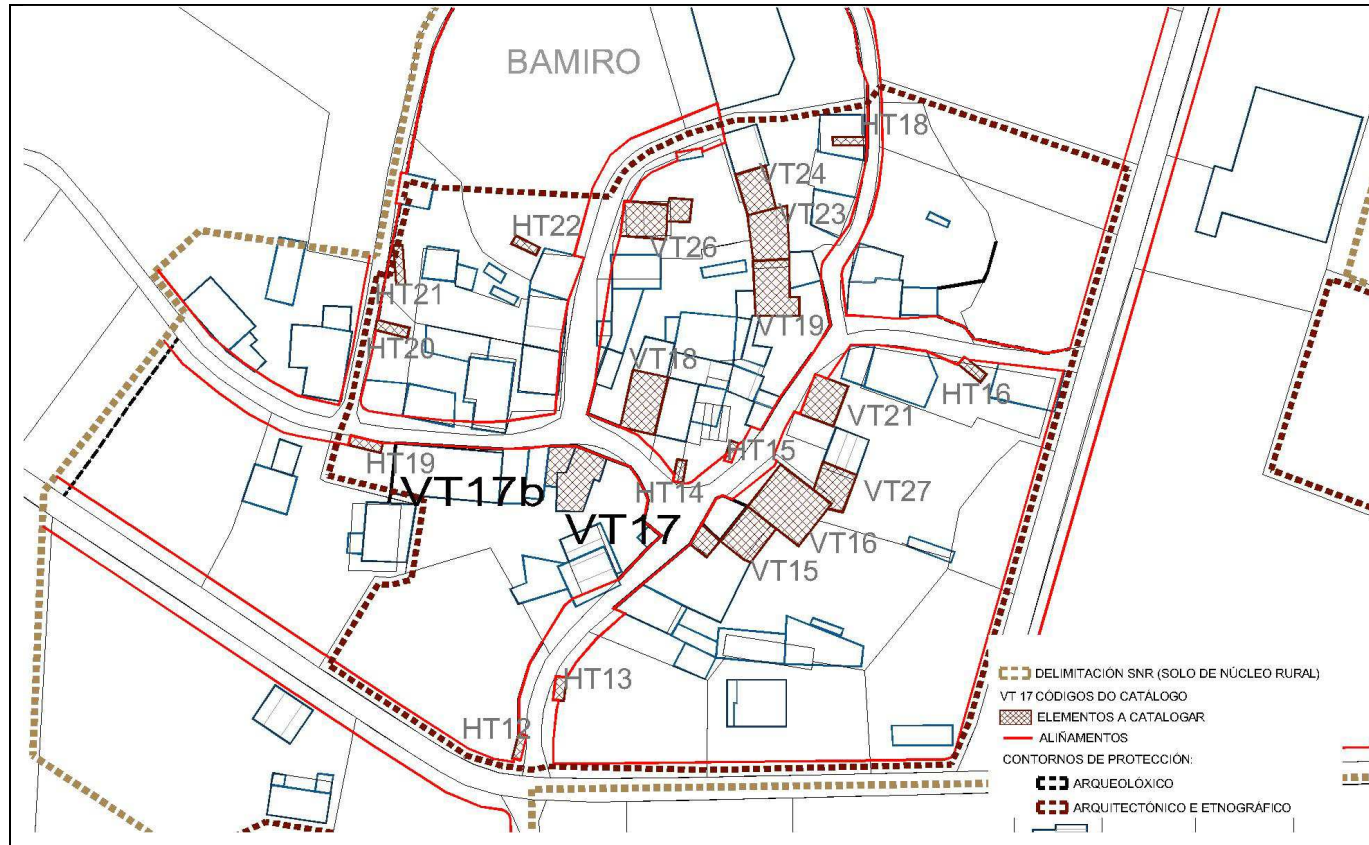 BAMIRO
HT18
VT24
VT23
HT22
VT26
HT21
VT19
HT20
VT18
HT16
VT21
HT15
HT19
HT14
VT27
VT17b
VT17
VT16
VT15
HT13
HT12
DELIMITACIÓN SNR (SOLO DE NÚCLEO RURAL)
VT 17 CÓDIGOS DO CATÁLOGO
ELEMENTOS A CATALOGAR
ALIÑAMENTOS
CONTORNOS DE PROTECCIÓN:
ARQUEOLÓXICO
ARQUITECTÓNICO E ETNOGRÁFICO